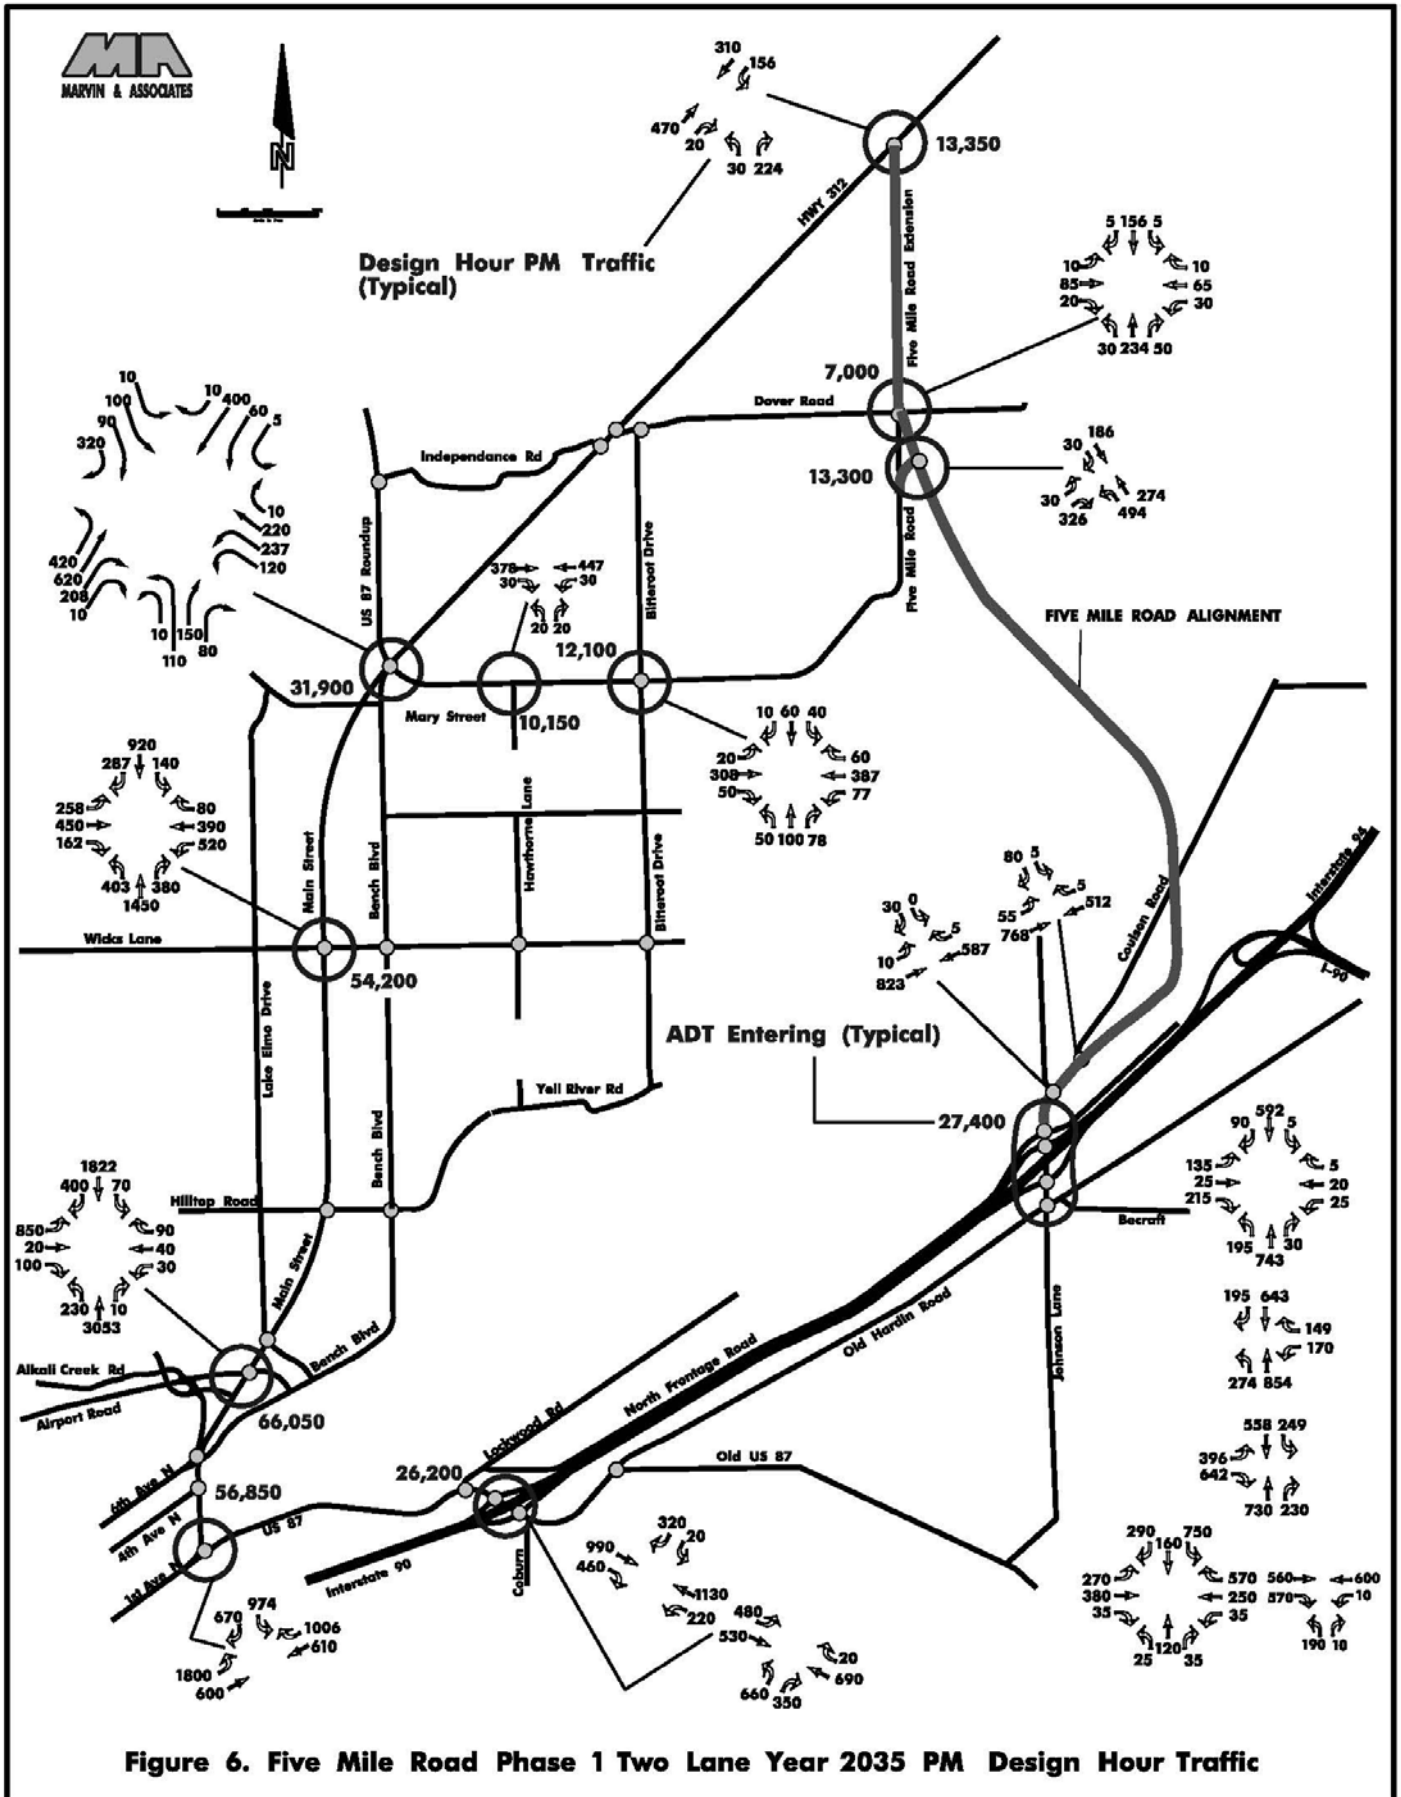 MARVIN & ASSOCIATES
N
310
156
470
20
30 224
13,350
HWY 312
Design Hour PM Traffic
(Typical)
Five Mile Road Extension
5 156 5
10
85
20
10
65
30
30 234 50
7,000
Dover Road
Independance Rd
13,300
186
30
30
326
274
494
10
100
90
320
10
400
60
5
10
220
237
120
420
620
208
10
10 150
110
80
US 87 Roundup
378
30
447
30
20 20
Bitteroot Drive
Five Mile Road
FIVE MILE ROAD ALIGNMENT
12,100
31,900
Mary Street
10,150
10 60 40
20
308
50
60
387
77
50 100 78
920
287 140
258
450
162
80
390
520
403 380
1450
Main Street
Bench Blvd
Hawthorne Lane
Bitteroot Drive
Wicks Lane
54,200
Lake Elmo Drive
80 5
5
512
55
768
30 0
5
587
10
823
Coulson Road
Interstate 94
I-90
ADT Entering (Typical)
Yell River Rd
Bench Blvd
27,400
592
90 5
135
25
215
5
20
25
195 30
743
Becraft
1822
400 70
850
20
100
90
40
30
230 10
3053
Hilltop Road
Main Street
Bench Blvd
195 643
149
170
274 854
Johnson Lane
Old Hardin Road
North Frontage Road
Alkali Creek Rd
Airport Road
66,050
558 249
396
642
730 230
Lockwood Rd
Old US 87
26,200
6th Ave N
56,850
4th Ave N
US 87
1st Ave N
Interstate 90
Coburn
320
20
990
460
1130
220
480
530
20
690
660
350
290 750
160
270
380
35
570
250
35
120
25 35
560
570
600
10
190 10
974
670
1006
610
1800
600
Figure 6. Five Mile Road Phase 1 Two Lane Year 2035 PM Design Hour Traffic